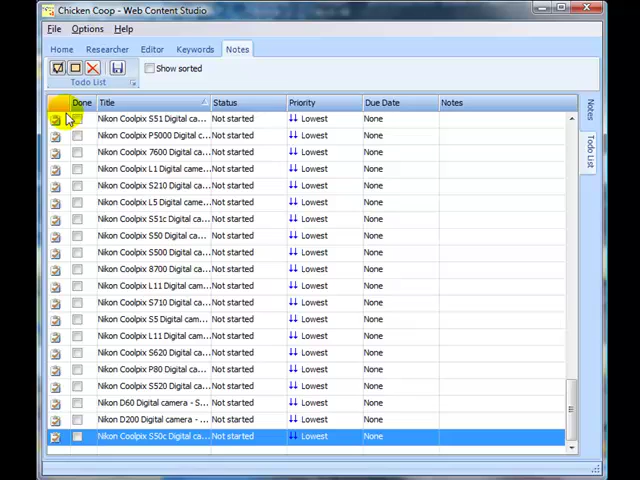 Chicken Coop - Web Content Studio
File Options Help
Home Researcher Editor Keywords Notes
Show sorted
Todo List
Done Title Status Priority Due Date Notes
Nikon Coolpix S51 Digital ca... Not started Lowest None
Nikon Coolpix P5000 Digital c... Not started Lowest None
Nikon Coolpix 7600 Digital ca... Not started Lowest None
Nikon Coolpix L1 Digital came... Not started Lowest None
Nikon Coolpix S210 Digital ca... Not started Lowest None
Nikon Coolpix L5 Digital came... Not started Lowest None
Nikon Coolpix S51c Digital ca... Not started Lowest None
Nikon Coolpix S50 Digital cam... Not started Lowest None
Nikon Coolpix S500 Digital ca... Not started Lowest None
Nikon Coolpix 8700 Digital ca... Not started Lowest None
Nikon Coolpix L11 Digital cam... Not started Lowest None
Nikon Coolpix S710 Digital ca... Not started Lowest None
Nikon Coolpix S5 Digital cam... Not started Lowest None
Nikon Coolpix L11 Digital cam... Not started Lowest None
Nikon Coolpix S620 Digital ca... Not started Lowest None
Nikon Coolpix P80 Digital cam... Not started Lowest None
Nikon Coolpix S520 Digital ca... Not started Lowest None
Nikon D60 Digital camera - S... Not started Lowest None
Nikon D200 Digital camera - ... Not started Lowest None
Nikon Coolpix S50c Digital ca... Not started Lowest None
Notes
Todo List